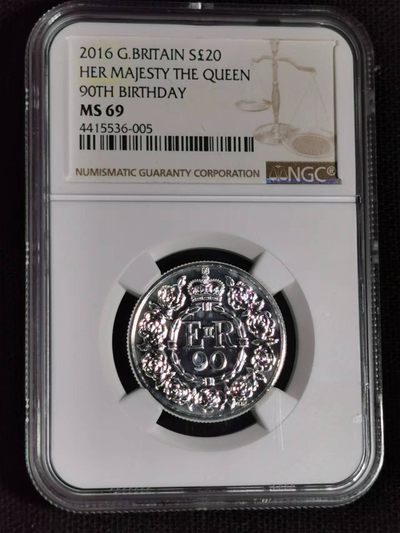 2016 G.BRITAIN S£20
HER MAJESTY THE QUEEN
90TH BIRTHDAY
MS 69
4415536-005
NUMISMATIC GUARANTY CORPORATION NGC®
EIIR
90